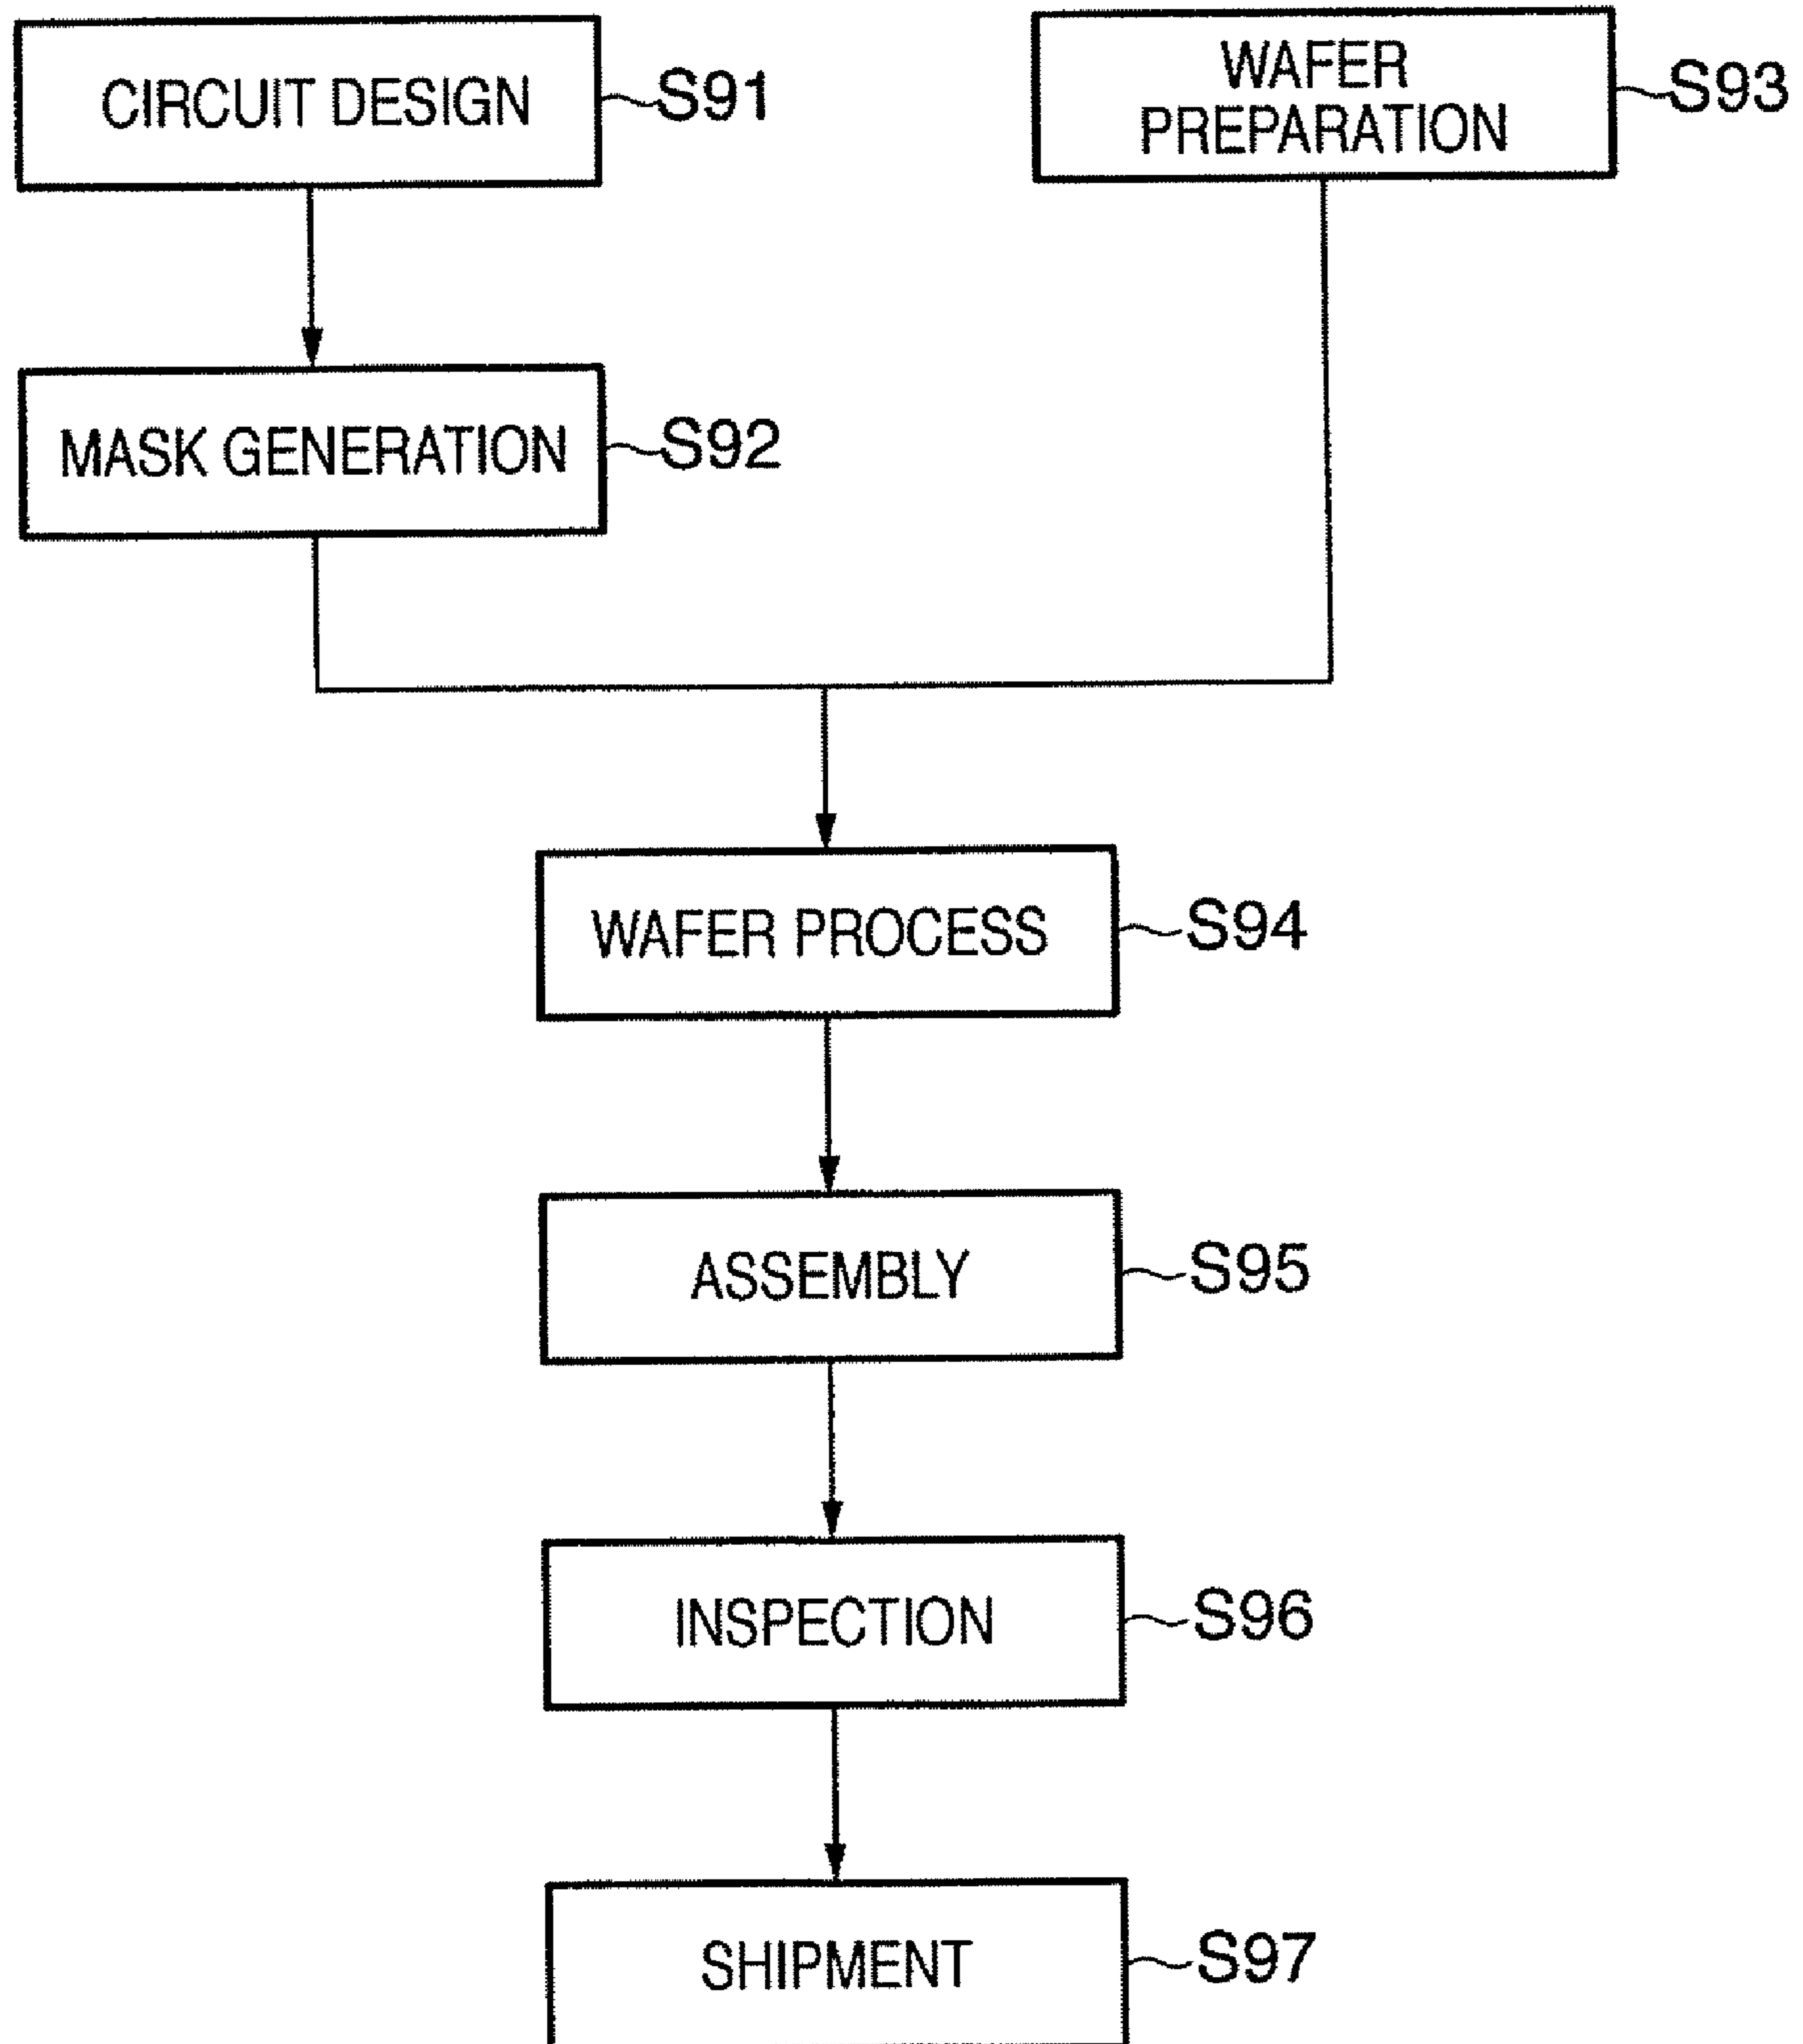 CIRCUIT DESIGN
S91
WAFER
PREPARATION
S93
MASK GENERATION
S92
WAFER PROCESS
S94
ASSEMBLY
S95
INSPECTION
S96
SHIPMENT
S97